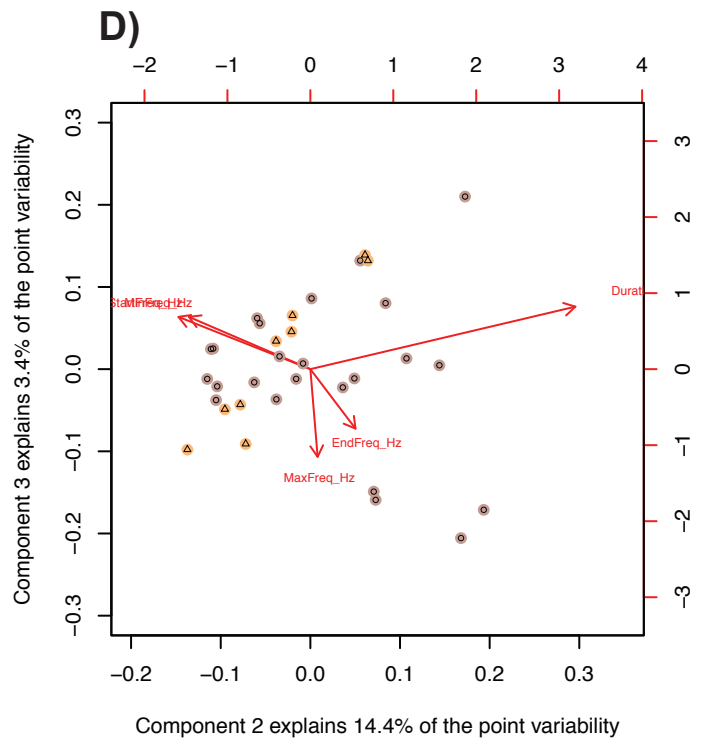 D)
−2 −1 0 1 2 3 4
Component 3 explains 3.4% of the point variability
0.3
0.2
0.1
0.0
−0.1
−0.2
−0.3
3
2
1
0
−1
−2
−3
Durat
EndFreq_Hz
MaxFreq_Hz
−0.2 −0.1 0.0 0.1 0.2 0.3
Component 2 explains 14.4% of the point variability